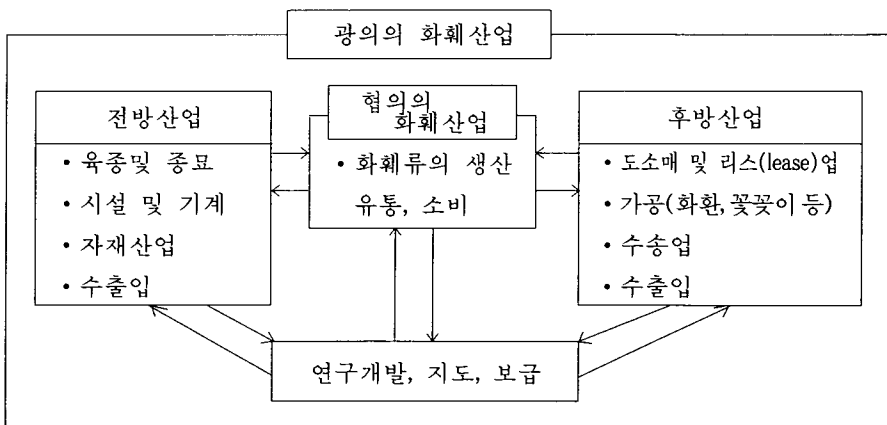 광의의 화훼산업
전방산업
• 육종및 종묘
• 시설 및 기계
• 자재산업
• 수출입
협의의
화훼산업
• 화훼류의 생산
유통, 소비
후방산업
• 도소매 및 리스(lease)업
• 가공(화환, 꽃꽂이 등)
• 수송업
• 수출입
연구개발, 지도, 보급